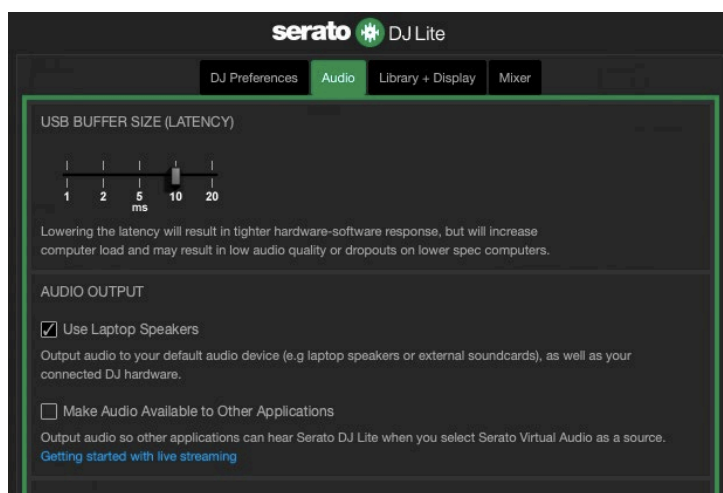 serato DJ Lite
DJ Preferences Audio Library + Display Mixer
USB BUFFER SIZE (LATENCY)
1 2 5 10 20
ms
Lowering the latency will result in tighter hardware-software response, but will increase
computer load and may result in low audio quality or dropouts on lower spec computers.
AUDIO OUTPUT
Use Laptop Speakers
Output audio to your default audio device (e.g laptop speakers or external soundcards), as well as your
connected DJ hardware.
Make Audio Available to Other Applications
Output audio so other applications can hear Serato DJ Lite when you select Serato Virtual Audio as a source.
Getting started with live streaming